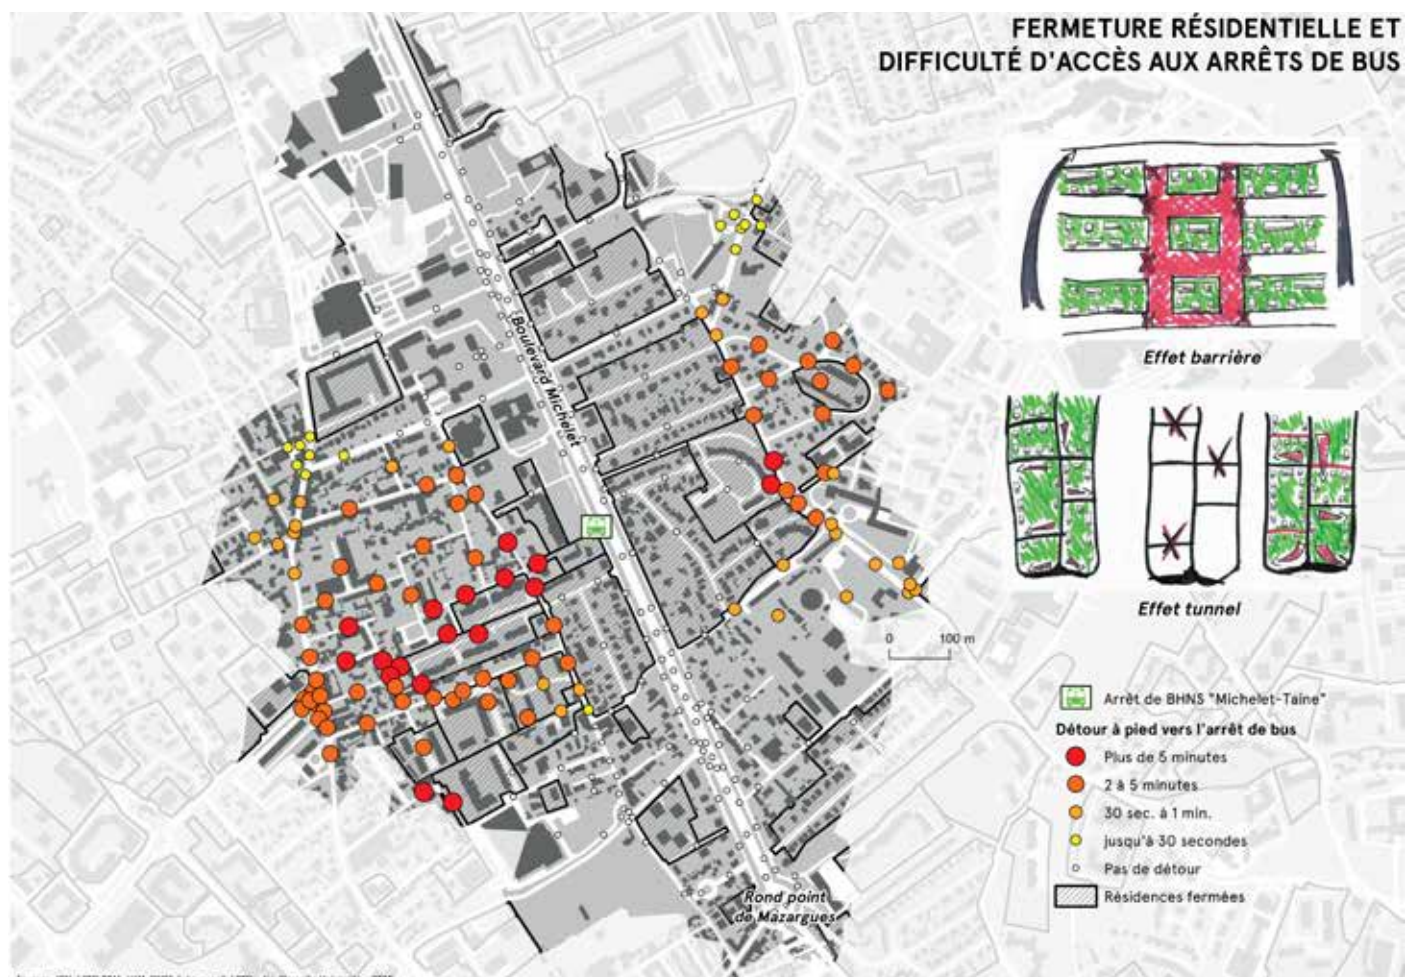 FERMETURE RÉSIDENTIELLE ET
DIFFICULTÉ D'ACCÈS AUX ARRÊTS DE BUS
Effet barrière
Boulevard Michelet
Effet tunnel
0 100 m
Arrêt de BHNS "Michelet-Taine"
Détour à pied vers l'arrêt de bus
Plus de 5 minutes
2 à 5 minutes
30 sec. à 1 min.
jusqu'à 30 secondes
Pas de détour
Résidences fermées
Rond point
de Mazargues